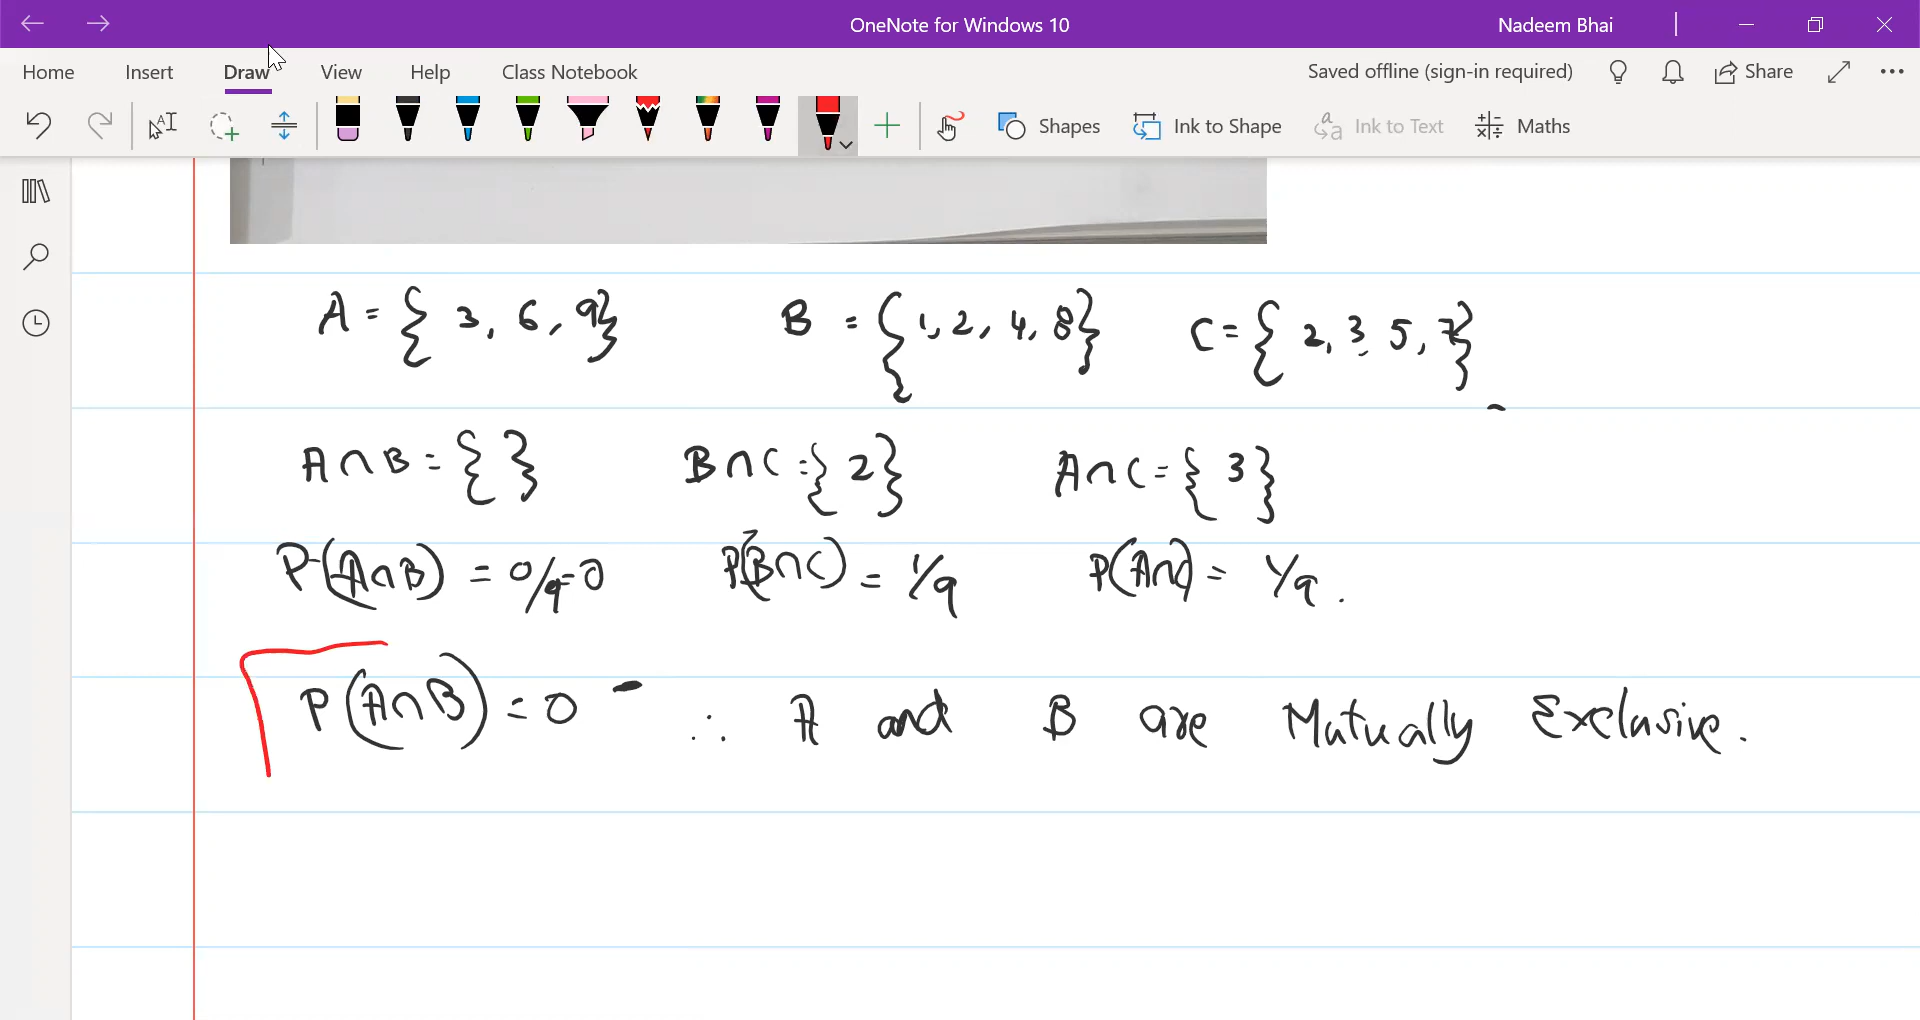 OneNote for Windows 10
Nadeem Bhai
Home Insert Draw View Help Class Notebook
Saved offline (sign-in required) Share
Shapes Ink to Shape Ink to Text Maths
A = { 3, 6, 9} B = {1, 2, 4, 8} C = { 2, 3, 5, 7}
A∩B = { } B∩C = { 2} A∩C = { 3 }
P(A∩B) = 0/9=0 P(B∩C) = 1/9 P(A∩C) = 1/9.
P(A∩B) = 0 ∴ A and B are Mutually Exclusive.